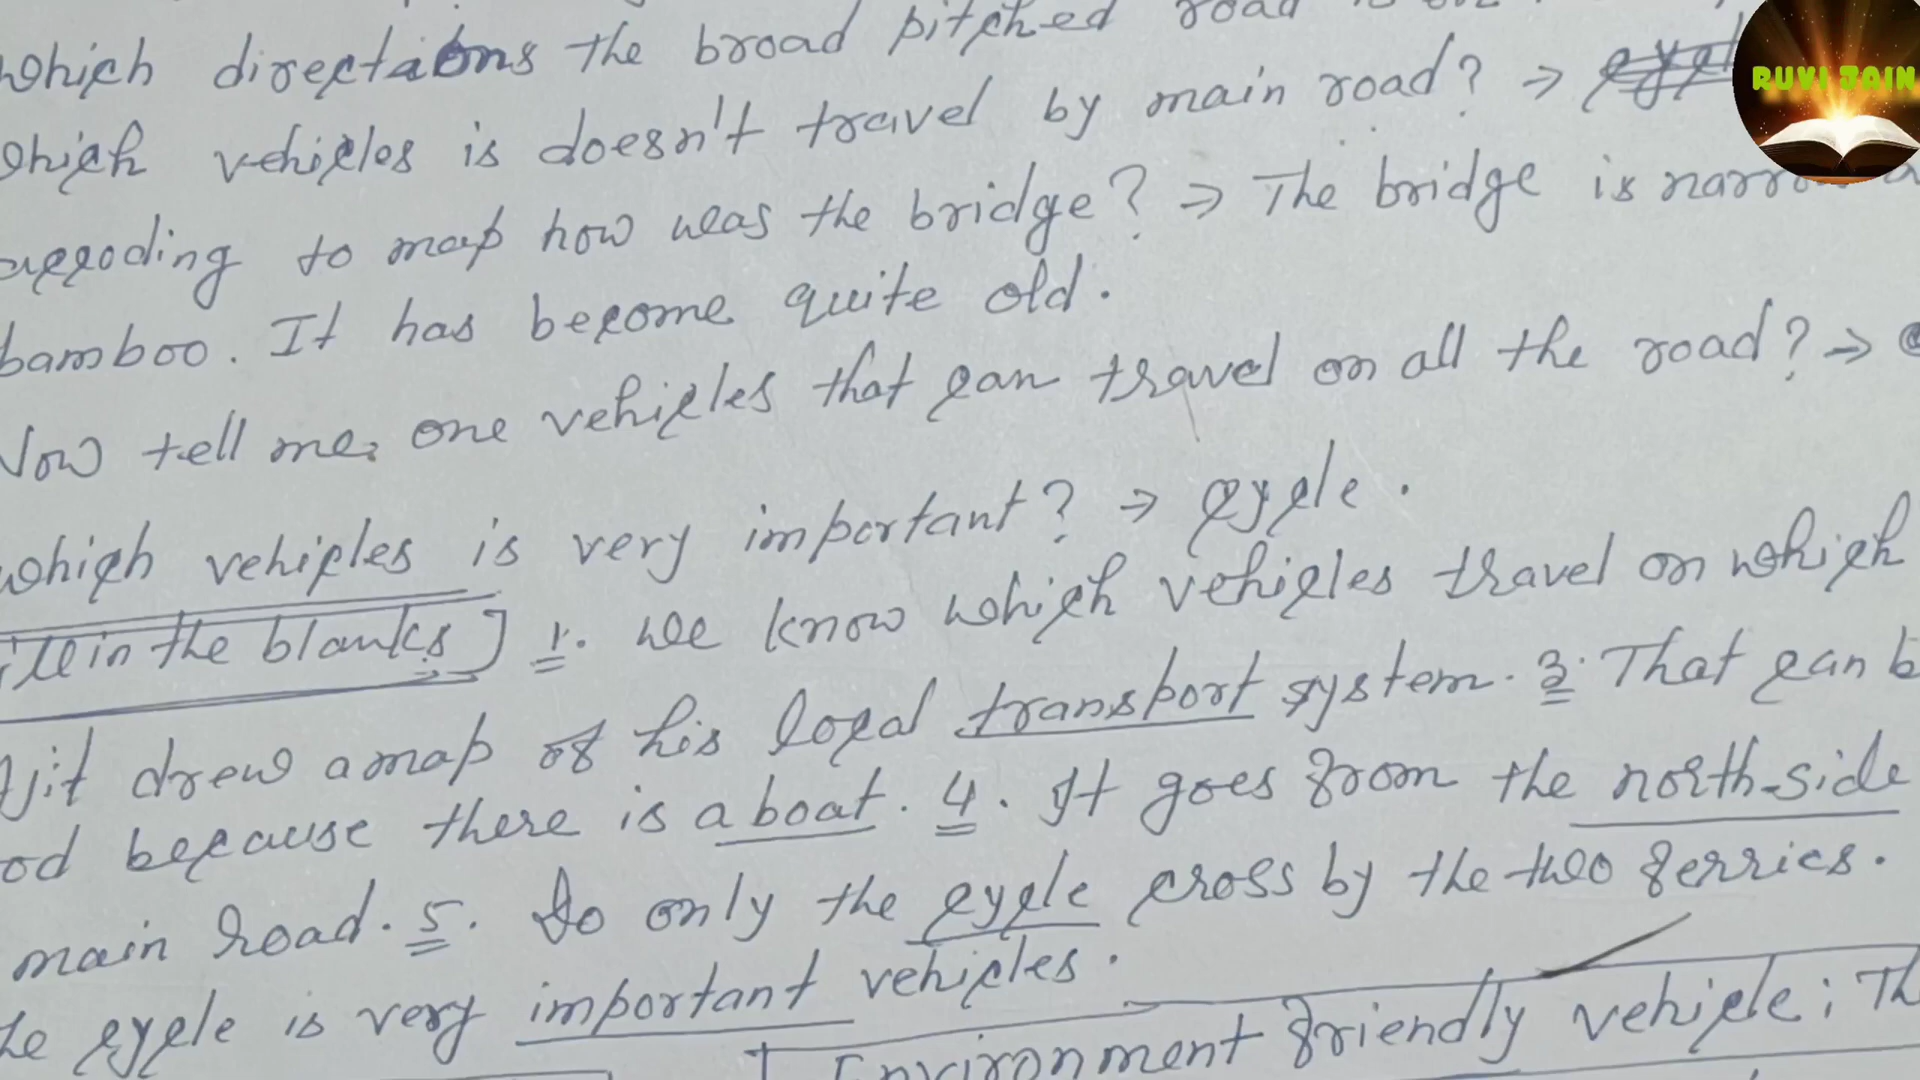 which directions the broad pitched road is
RUVI JAIN
which vehicles is doesn't travel by main road? →
accroding to map how was the bridge? → The bridge is narrow
bamboo. It has become quite old.
Now tell me, one vehicles that can travel on all the road? →
which vehicles is very important? → cycle.
Fill in the blanks] 1. we know which vehicles travel on which
Ajit drew a map of his local transport system. 3. That can b
od because there is a boat. 4. It goes from the north-side
main road. 5. So only the cycle cross by the two ferries.
he cycle is very important vehicles.
Environment friendly vehicle; Th